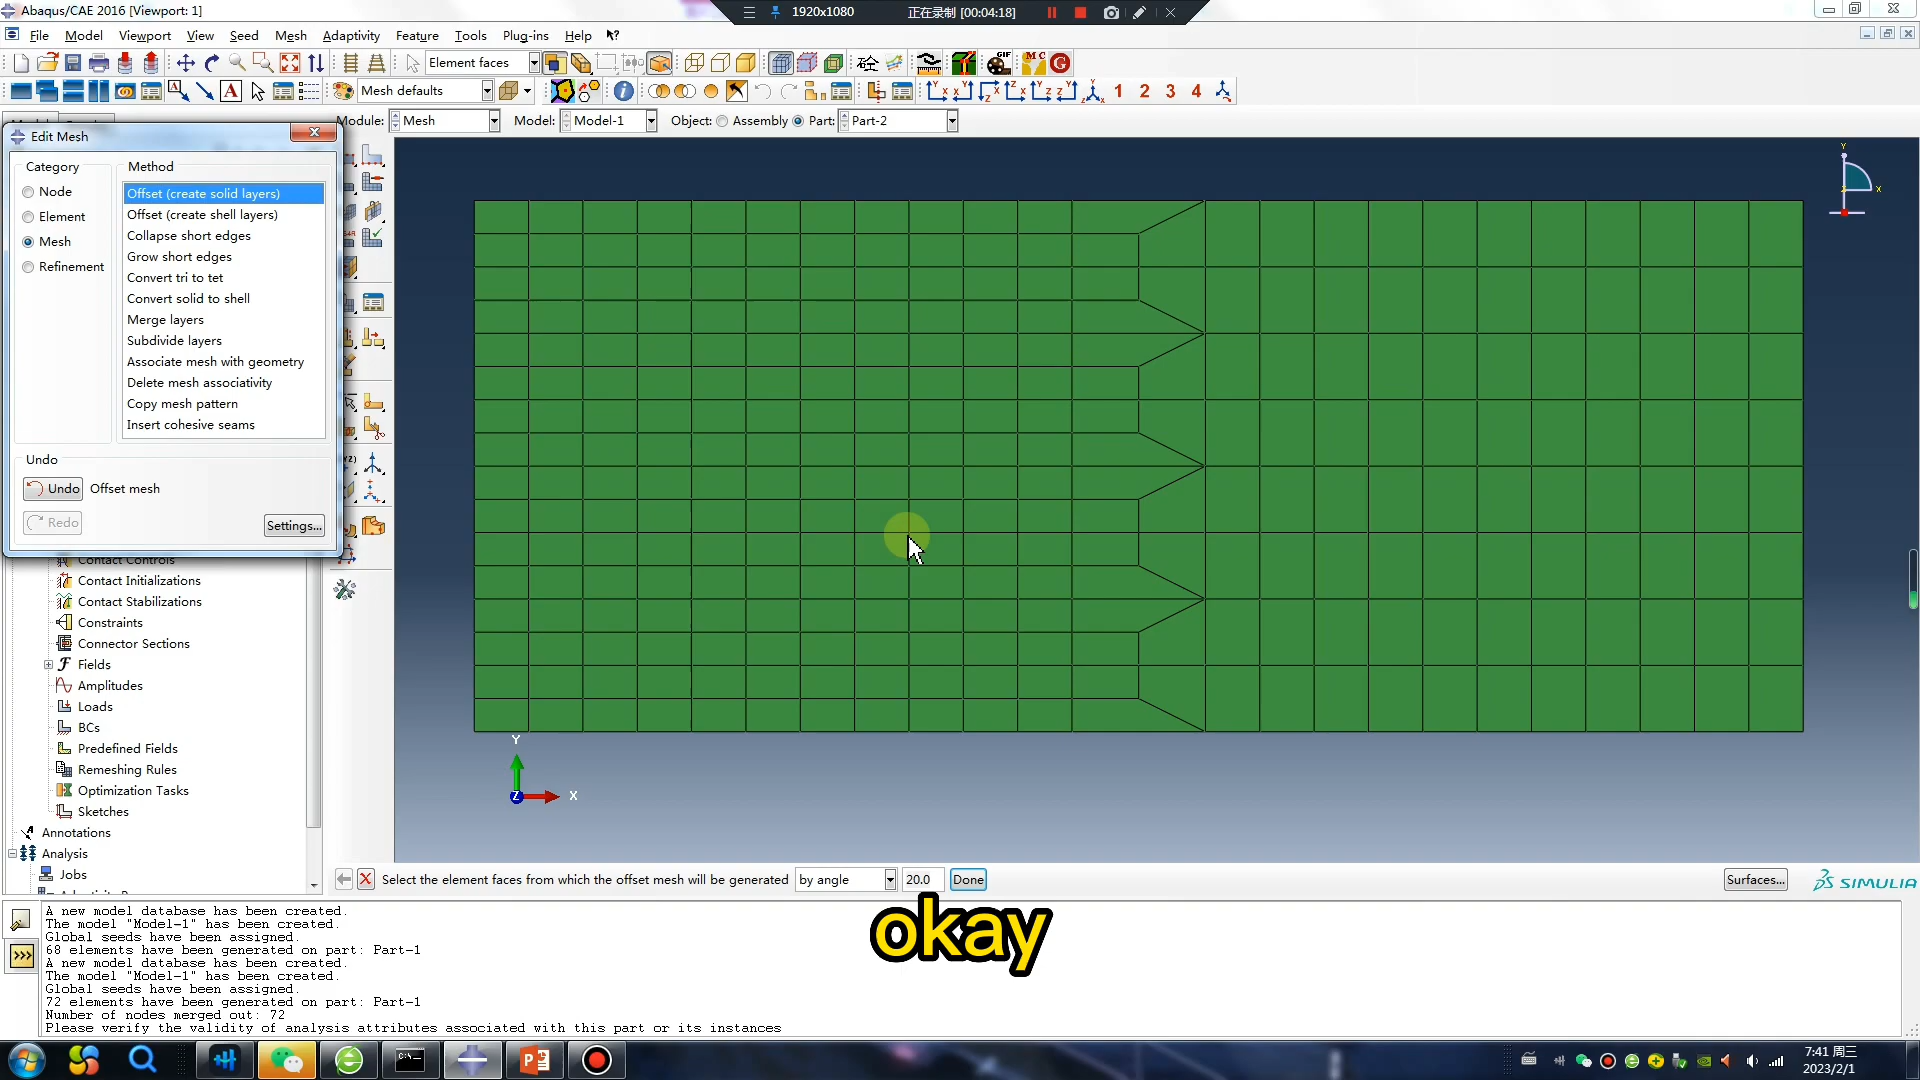 Abaqus/CAE 2016 [Viewport: 1]
1920x1080
正在录制 [00:04:18]
File Model Viewport View Seed Mesh Adaptivity Feature Tools Plug-ins Help
Element faces
GIF
MC
G
Mesh defaults
1 2 3 4
Module: Mesh Model: Model-1 Object: Assembly Part: Part-2
Edit Mesh
Category
Method
Node
Element
Mesh
Refinement
Offset (create solid layers)
Offset (create shell layers)
Collapse short edges
Grow short edges
Convert tri to tet
Convert solid to shell
Merge layers
Subdivide layers
Associate mesh with geometry
Delete mesh associativity
Copy mesh pattern
Insert cohesive seams
Undo
Undo Offset mesh
Redo
Settings...
Contact Controls
Contact Initializations
Contact Stabilizations
Constraints
Connector Sections
Fields
Amplitudes
Loads
BCs
Predefined Fields
Remeshing Rules
Optimization Tasks
Sketches
Annotations
Analysis
Jobs
Y
X
Y
Z
X
Select the element faces from which the offset mesh will be generated by angle 20.0 Done
Surfaces...
SIMULIA
okay
A new model database has been created.
The model "Model-1" has been created.
Global seeds have been assigned.
68 elements have been generated on part: Part-1
A new model database has been created.
The model "Model-1" has been created.
Global seeds have been assigned.
72 elements have been generated on part: Part-1
Number of nodes merged out: 72
Please verify the validity of analysis attributes associated with this part or its instances
7:41 周三
2023/2/1